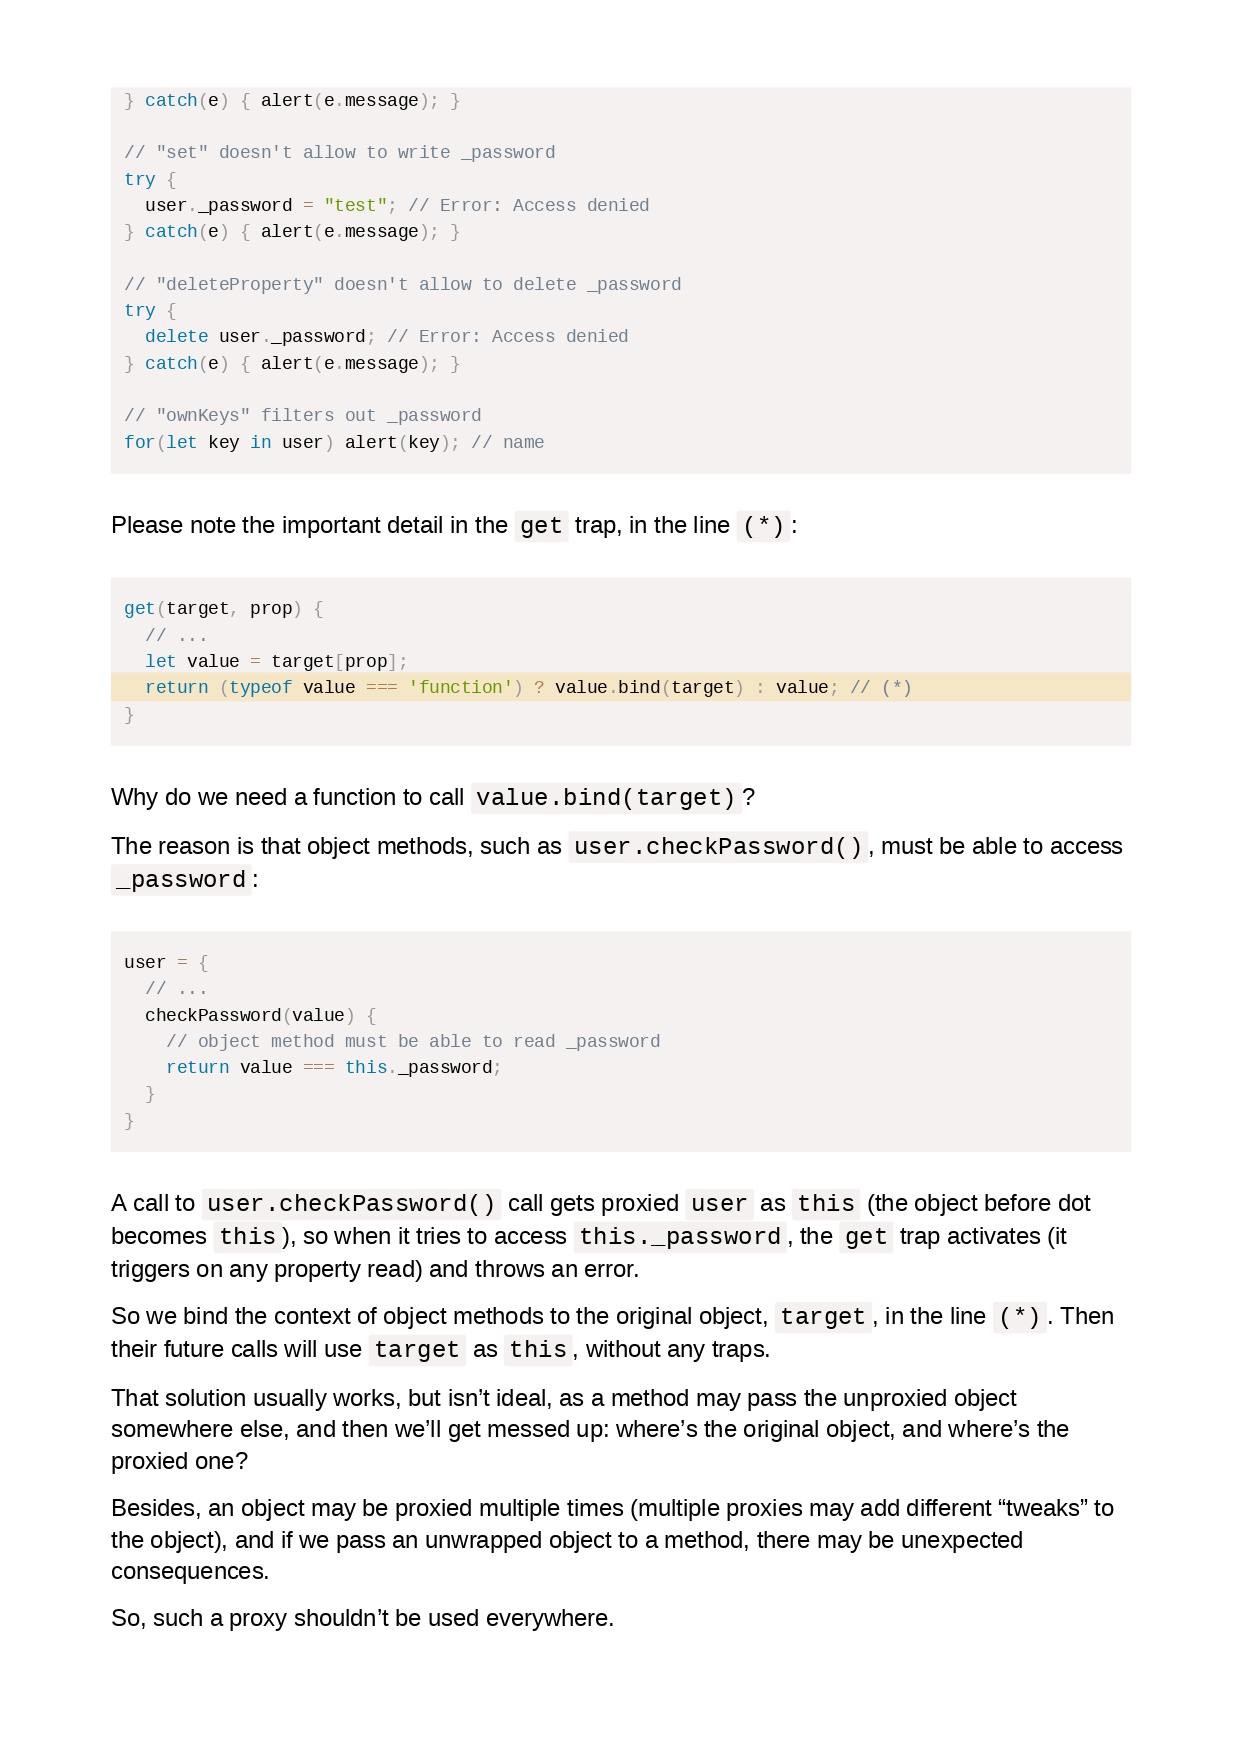 } catch(e) { alert(e.message); }

// "set" doesn't allow to write _password
try {
  user._password = "test"; // Error: Access denied
} catch(e) { alert(e.message); }

// "deleteProperty" doesn't allow to delete _password
try {
  delete user._password; // Error: Access denied
} catch(e) { alert(e.message); }

// "ownKeys" filters out _password
for(let key in user) alert(key); // name

Please note the important detail in the get trap, in the line (*):

get(target, prop) {
  // ...
  let value = target[prop];
  return (typeof value === 'function') ? value.bind(target) : value; // (*)
}

Why do we need a function to call value.bind(target)?
The reason is that object methods, such as user.checkPassword(), must be able to access
_password:

user = {
  // ...
  checkPassword(value) {
    // object method must be able to read _password
    return value === this._password;
  }
}

A call to user.checkPassword() call gets proxied user as this (the object before dot
becomes this), so when it tries to access this._password, the get trap activates (it
triggers on any property read) and throws an error.
So we bind the context of object methods to the original object, target, in the line (*). Then
their future calls will use target as this, without any traps.
That solution usually works, but isn’t ideal, as a method may pass the unproxied object
somewhere else, and then we’ll get messed up: where’s the original object, and where’s the
proxied one?
Besides, an object may be proxied multiple times (multiple proxies may add different “tweaks” to
the object), and if we pass an unwrapped object to a method, there may be unexpected
consequences.
So, such a proxy shouldn’t be used everywhere.